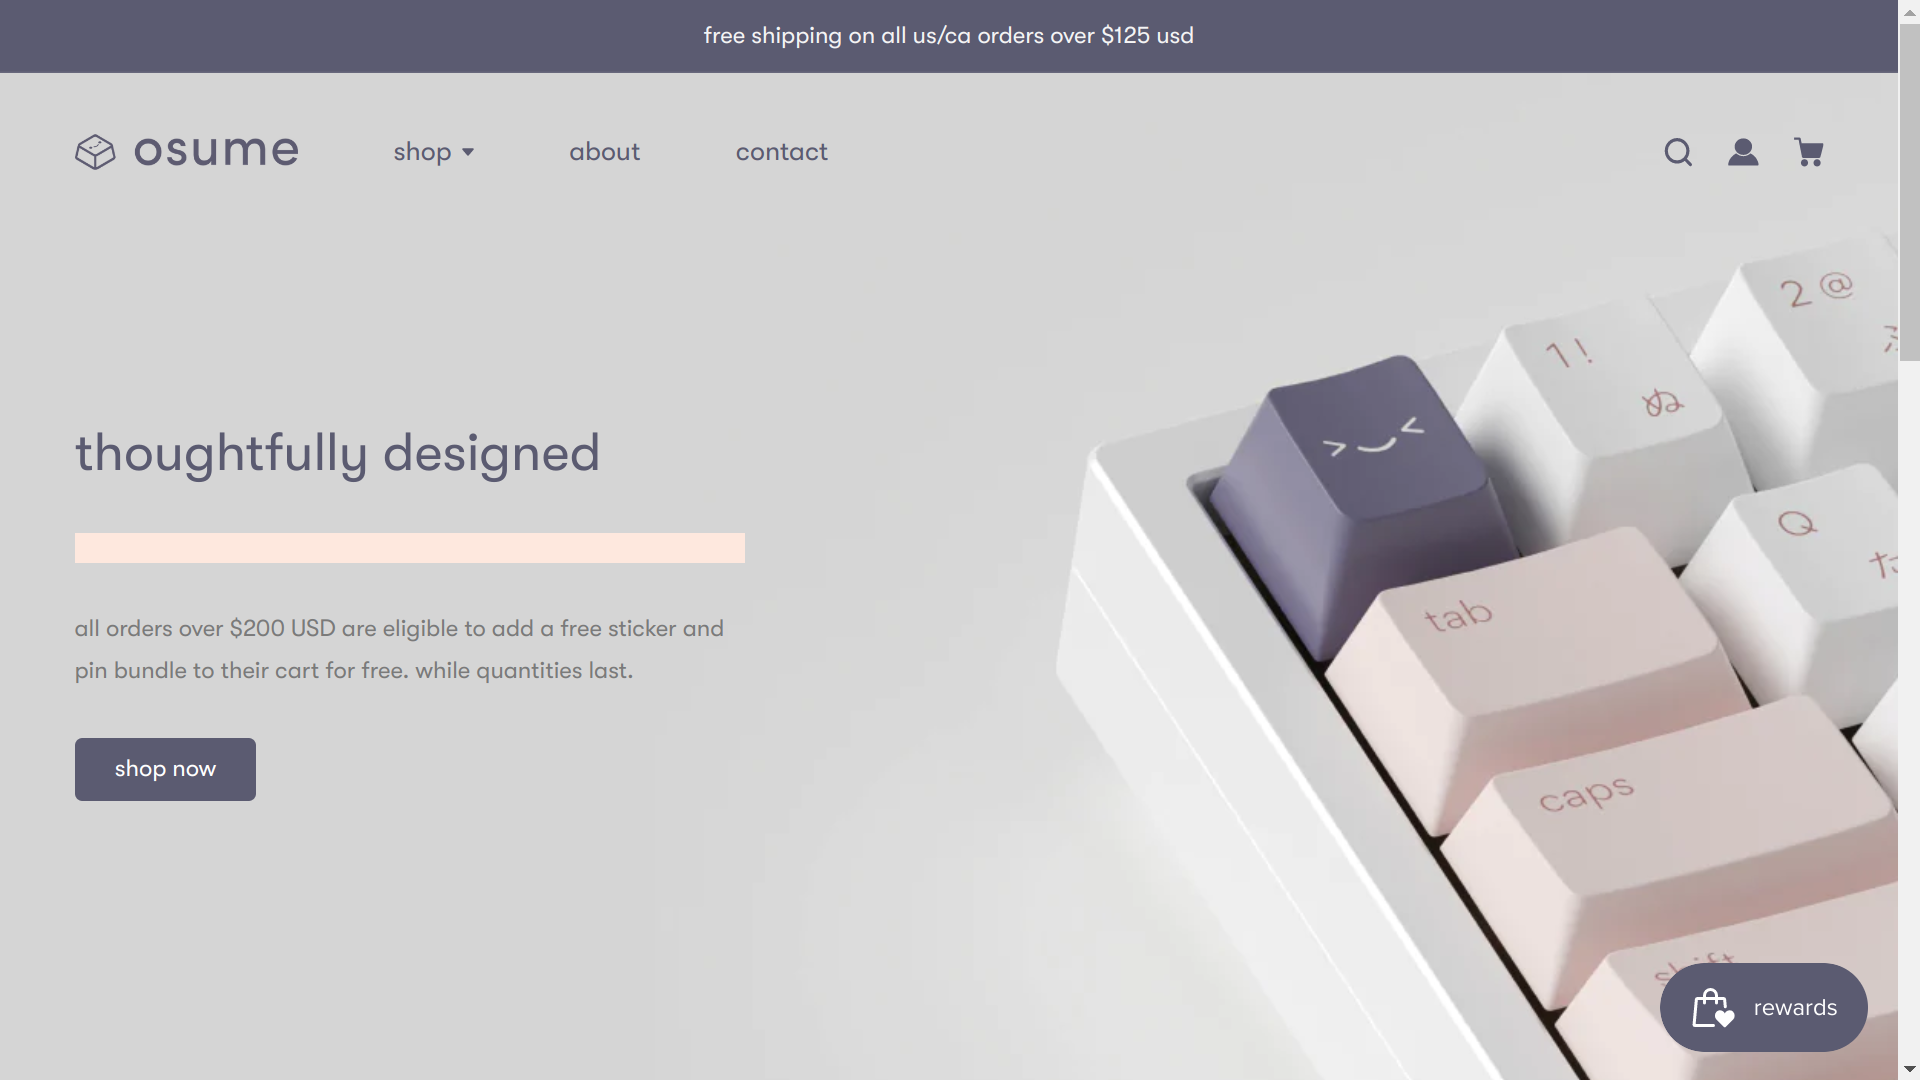 free shipping on all us/ca orders over $125 usd
osume
shop
about
contact
thoughtfully designed
all orders over $200 USD are eligible to add a free sticker and
pin bundle to their cart for free. while quantities last.
shop now
2 @
1 !
ぬ
Q
tab
caps
shift
rewards